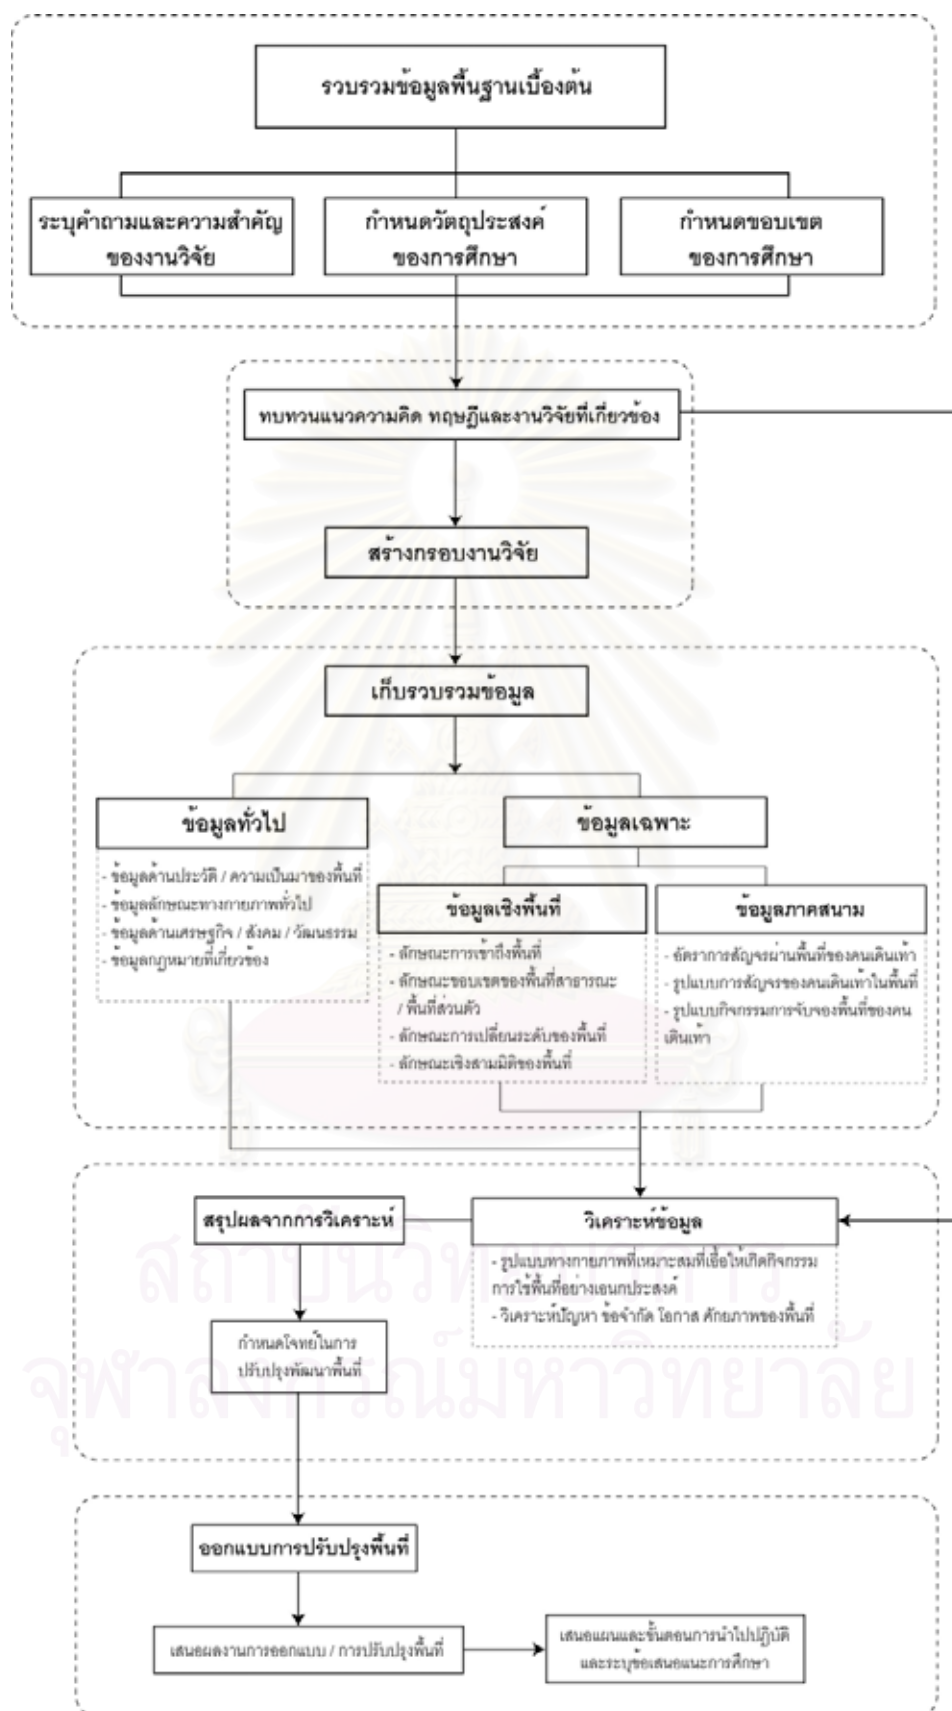 รวบรวมข้อมูลพื้นฐานเบื้องต้น
ระบุคำถามและความสำคัญ
ของงานวิจัย
กำหนดวัตถุประสงค์
ของการศึกษา
กำหนดขอบเขต
ของการศึกษา
ทบทวนแนวความคิด ทฤษฎีและงานวิจัยที่เกี่ยวข้อง
สร้างกรอบงานวิจัย
เก็บรวบรวมข้อมูล
ข้อมูลทั่วไป
- ข้อมูลด้านประวัติ / ความเป็นมาของพื้นที่
- ข้อมูลลักษณะทางกายภาพทั่วไป
- ข้อมูลด้านเศรษฐกิจ / สังคม / วัฒนธรรม
- ข้อมูลกฎหมายที่เกี่ยวข้อง
ข้อมูลเฉพาะ
ข้อมูลเชิงพื้นที่
- ลักษณะการเข้าถึงพื้นที่
- ลักษณะขอบเขตของพื้นที่สาธารณะ
/ พื้นที่ส่วนตัว
- ลักษณะการเปลี่ยนระดับของพื้นที่
- ลักษณะเชิงสามมิติของพื้นที่
ข้อมูลภาคสนาม
- อัตราการสัญจรผ่านพื้นที่ของคนเดินเท้า
- รูปแบบการสัญจรของคนเดินเท้าในพื้นที่
- รูปแบบกิจกรรมการจับจองพื้นที่ของคน
เดินเท้า
วิเคราะห์ข้อมูล
- รูปแบบทางกายภาพที่เหมาะสมที่เอื้อให้เกิดกิจกรรม
การใช้พื้นที่อย่างเอนกประสงค์
- วิเคราะห์ปัญหา ข้อจำกัด โอกาส ศักยภาพของพื้นที่
สรุปผลจากการวิเคราะห์
กำหนดโจทย์ในการ
ปรับปรุงพัฒนาพื้นที่
สถาบันวิทยบริการ
จุฬาลงกรณ์มหาวิทยาลัย
ออกแบบการปรับปรุงพื้นที่
เสนอผลงานการออกแบบ / การปรับปรุงพื้นที่
เสนอแผนและขั้นตอนการนำไปปฏิบัติ
และระบุข้อเสนอแนะการศึกษา